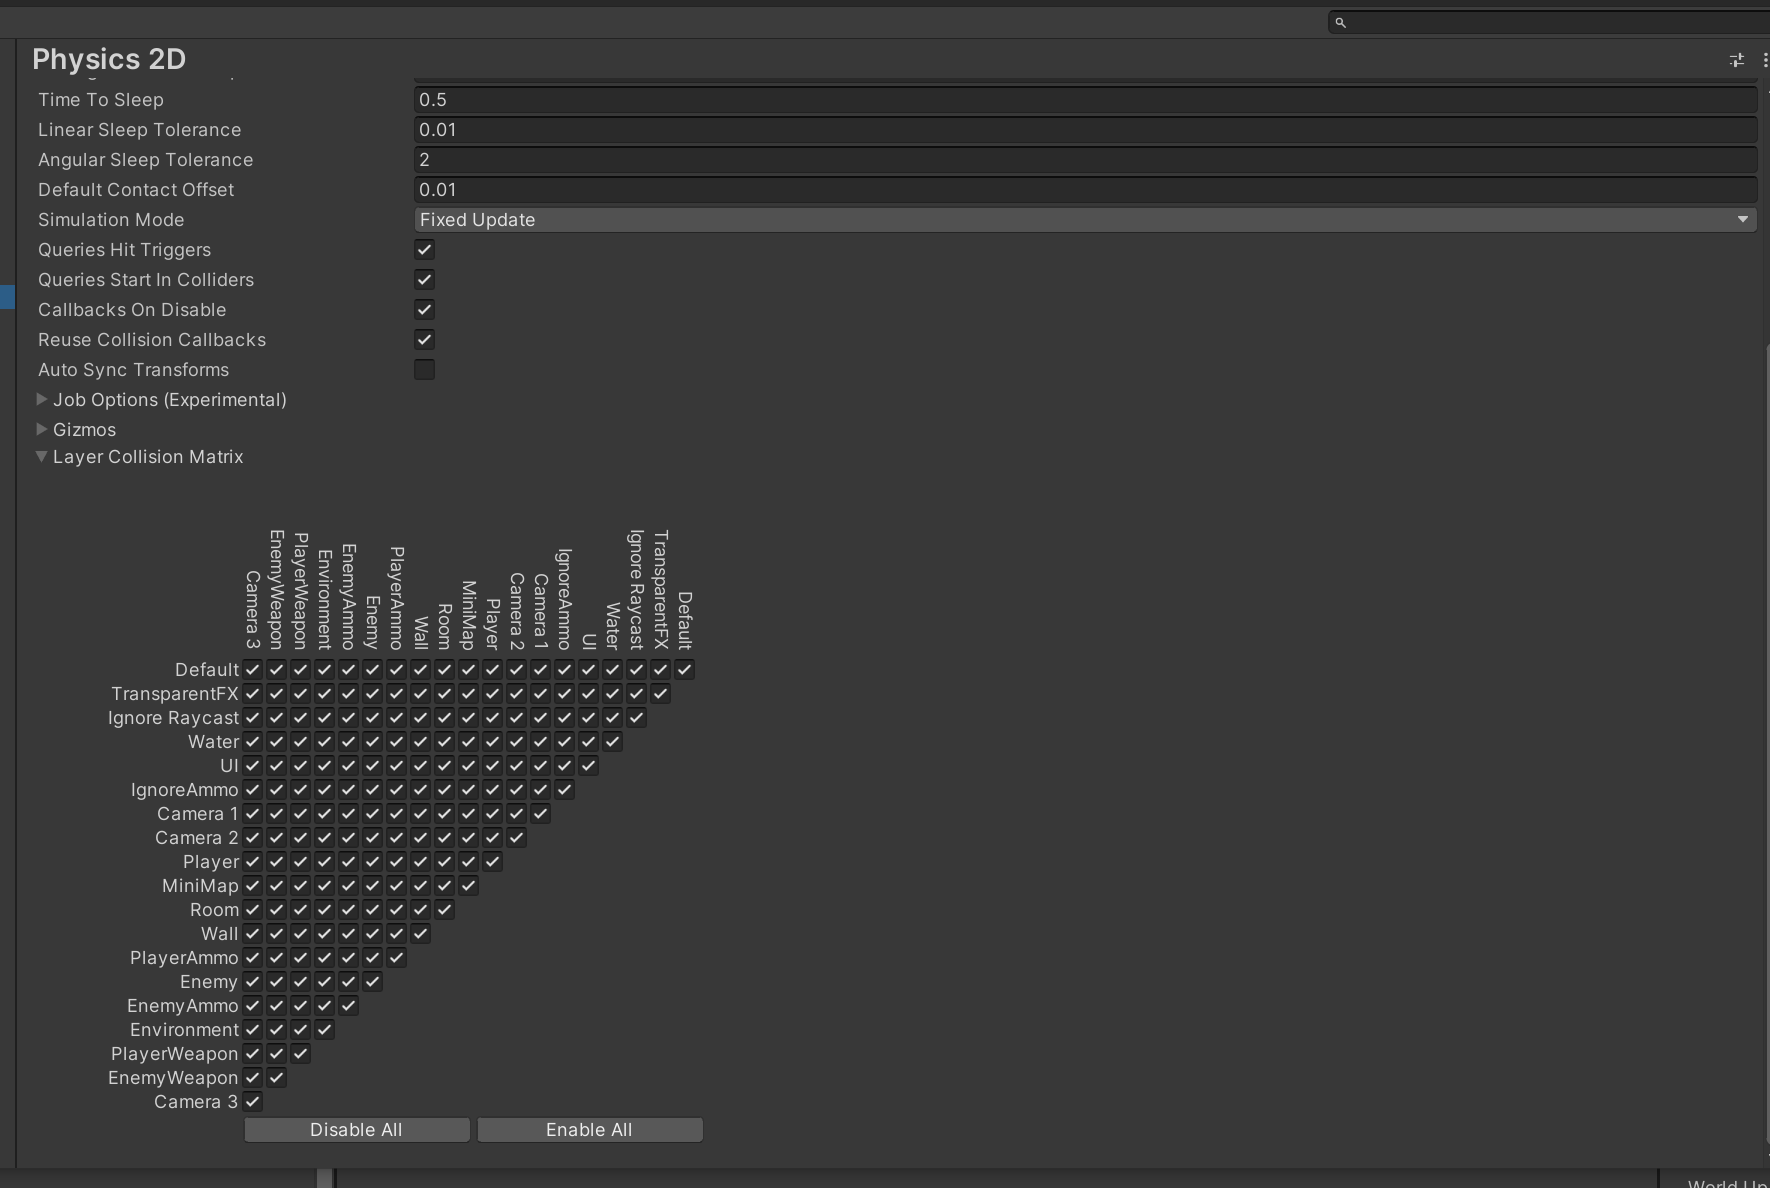 Physics 2D
Time To Sleep 0.5
Linear Sleep Tolerance 0.01
Angular Sleep Tolerance 2
Default Contact Offset 0.01
Simulation Mode Fixed Update
Queries Hit Triggers
Queries Start In Colliders
Callbacks On Disable
Reuse Collision Callbacks
Auto Sync Transforms
Job Options (Experimental)
Gizmos
Layer Collision Matrix
Camera 3
EnemyWeapon
PlayerWeapon
Environment
EnemyAmmo
Enemy
PlayerAmmo
Wall
Room
MiniMap
Player
Camera 2
Camera 1
IgnoreAmmo
UI
Water
Ignore Raycast
TransparentFX
Default
Default
TransparentFX
Ignore Raycast
Water
UI
IgnoreAmmo
Camera 1
Camera 2
Player
MiniMap
Room
Wall
PlayerAmmo
Enemy
EnemyAmmo
Environment
PlayerWeapon
EnemyWeapon
Camera 3
Disable All Enable All
World Up